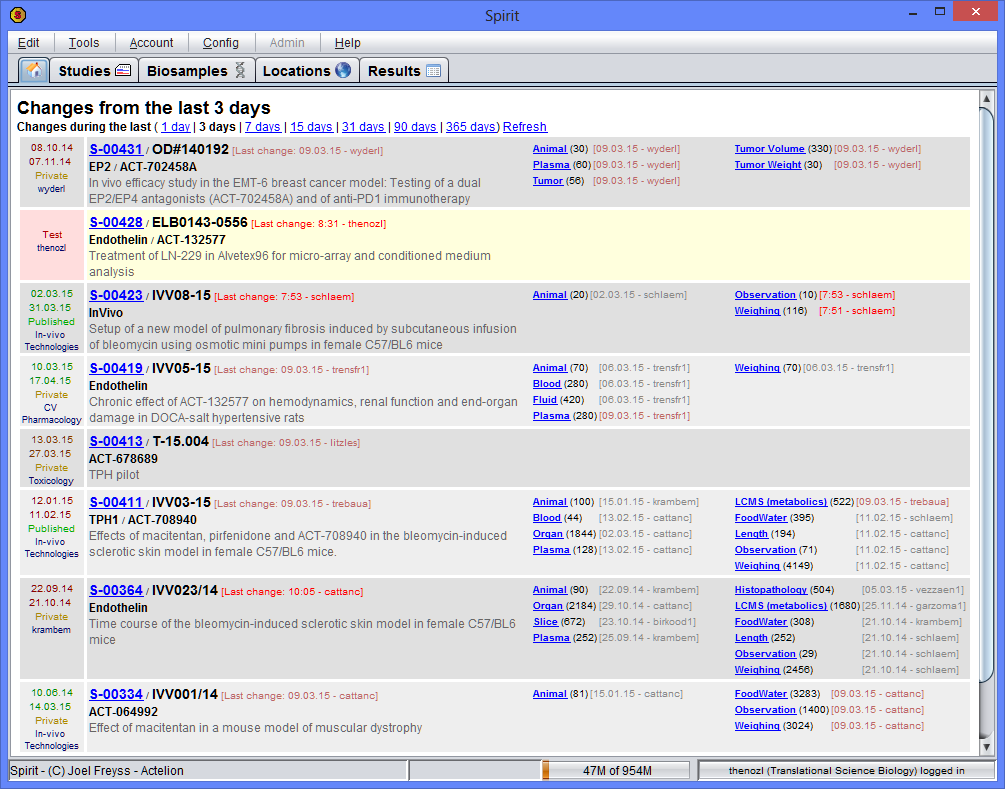 Spirit
Edit Tools Account Config Admin Help
Studies Biosamples Locations Results
Changes from the last 3 days
Changes during the last ( 1 day | 3 days | 7 days | 15 days | 31 days | 90 days | 365 days) Refresh
08.10.14
07.11.14
Private
wyderl
S-00431 / OD#140192 [Last change: 09.03.15 - wyderl]
EP2 / ACT-702458A
In vivo efficacy study in the EMT-6 breast cancer model: Testing of a dual
EP2/EP4 antagonists (ACT-702458A) and of anti-PD1 immunotherapy
Animal (30) [09.03.15 - wyderl]
Plasma (60) [09.03.15 - wyderl]
Tumor (56) [09.03.15 - wyderl]
Tumor Volume (330) [09.03.15 - wyderl]
Tumor Weight (30) [09.03.15 - wyderl]
Test
thenozl
S-00428 / ELB0143-0556 [Last change: 8:31 - thenozl]
Endothelin / ACT-132577
Treatment of LN-229 in Alvetex96 for micro-array and conditioned medium
analysis
02.03.15
31.03.15
Published
In-vivo
Technologies
S-00423 / IVV08-15 [Last change: 7:53 - schlaem]
InVivo
Setup of a new model of pulmonary fibrosis induced by subcutaneous infusion
of bleomycin using osmotic mini pumps in female C57/BL6 mice
Animal (20) [02.03.15 - schlaem]
Observation (10) [7:53 - schlaem]
Weighing (116) [7:51 - schlaem]
10.03.15
17.04.15
Private
CV
Pharmacology
S-00419 / IVV05-15 [Last change: 09.03.15 - trensfr1]
Endothelin
Chronic effect of ACT-132577 on hemodynamics, renal function and end-organ
damage in DOCA-salt hypertensive rats
Animal (70) [06.03.15 - trensfr1]
Blood (280) [06.03.15 - trensfr1]
Fluid (420) [06.03.15 - trensfr1]
Plasma (280) [09.03.15 - trensfr1]
Weighing (70) [06.03.15 - trensfr1]
13.03.15
27.03.15
Private
Toxicology
S-00413 / T-15.004 [Last change: 09.03.15 - litzles]
ACT-678689
TPH pilot
12.01.15
11.02.15
Published
In-vivo
Technologies
S-00411 / IVV03-15 [Last change: 09.03.15 - trebaua]
TPH1 / ACT-708940
Effects of macitentan, pirfenidone and ACT-708940 in the bleomycin-induced
sclerotic skin model in female C57/BL6 mice.
Animal (100) [15.01.15 - krambem]
Blood (44) [13.02.15 - cattanc]
Organ (1844) [02.03.15 - cattanc]
Plasma (128) [13.02.15 - cattanc]
LCMS (metabolics) (522) [09.03.15 - trebaua]
FoodWater (395) [11.02.15 - schlaem]
Length (194) [11.02.15 - cattanc]
Observation (71) [11.02.15 - cattanc]
Weighing (4149) [11.02.15 - cattanc]
22.09.14
21.10.14
Private
krambem
S-00364 / IVV023/14 [Last change: 10:05 - cattanc]
Endothelin
Time course of the bleomycin-induced sclerotic skin model in female C57/BL6
mice
Animal (90) [22.09.14 - krambem]
Organ (2184) [29.10.14 - cattanc]
Slice (672) [23.10.14 - birkood1]
Plasma (252) [25.09.14 - krambem]
Histopathology (504) [05.03.15 - vezzaen1]
LCMS (metabolics) (1680) [25.11.14 - garzoma1]
FoodWater (308) [21.10.14 - krambem]
Length (252) [21.10.14 - schlaem]
Observation (29) [21.10.14 - schlaem]
Weighing (2456) [21.10.14 - schlaem]
10.06.14
14.03.15
Private
In-vivo
Technologies
S-00334 / IVV001/14 [Last change: 09.03.15 - cattanc]
ACT-064992
Effect of macitentan in a mouse model of muscular dystrophy
Animal (81) [15.01.15 - cattanc]
FoodWater (3283) [09.03.15 - cattanc]
Observation (1400) [09.03.15 - cattanc]
Weighing (3024) [09.03.15 - cattanc]
Spirit - (C) Joel Freyss - Actelion
47M of 954M
thenozl (Translational Science Biology) logged in